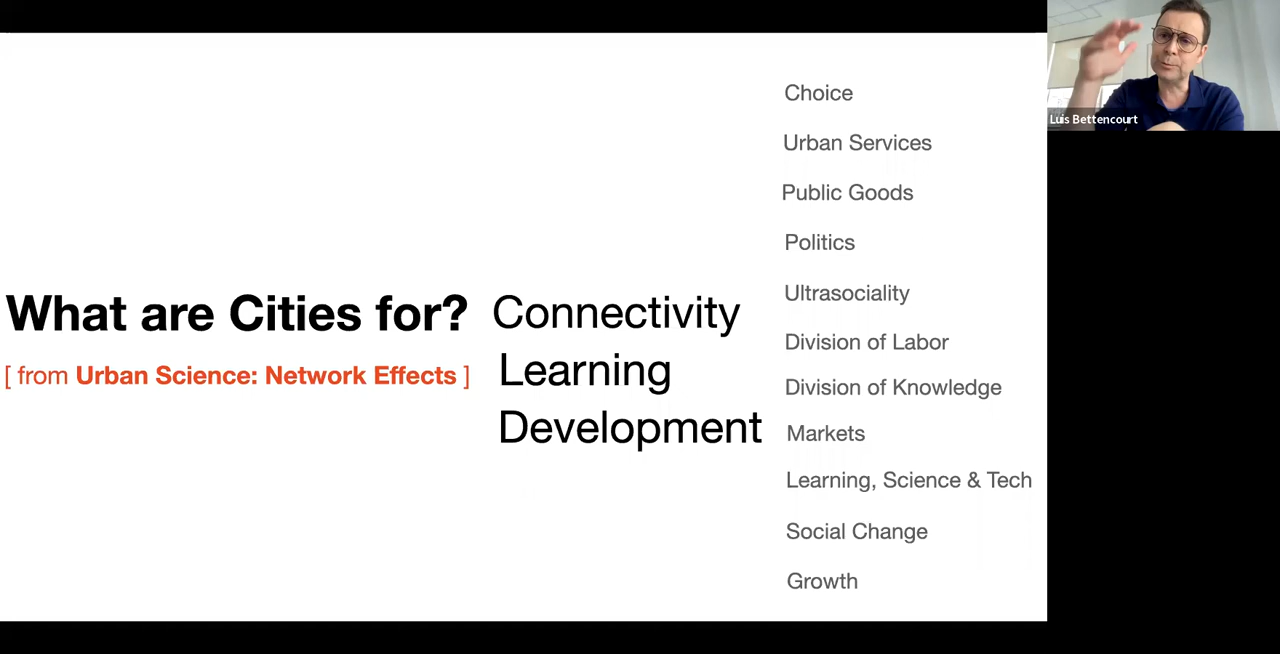 What are Cities for?
[ from Urban Science: Network Effects ]
Connectivity
Learning
Development
Choice
Urban Services
Public Goods
Politics
Ultrasociality
Division of Labor
Division of Knowledge
Markets
Learning, Science & Tech
Social Change
Growth
Luis Bettencourt